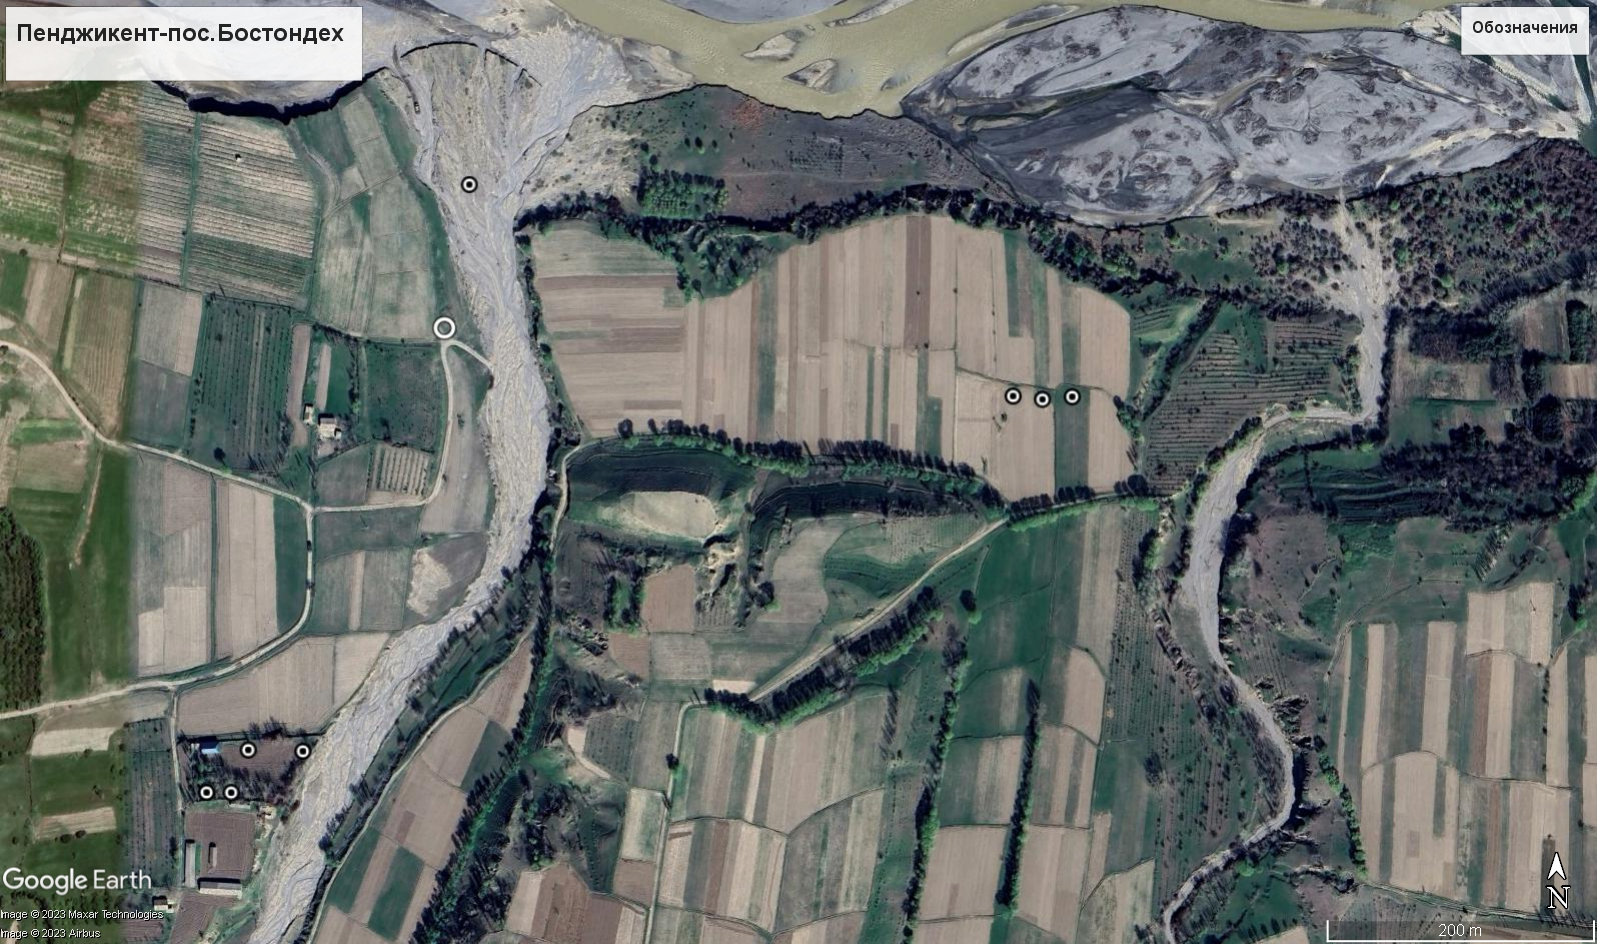 Пенджикент-пос.Бостондех
Обозначения
Google Earth
Image © 2023 Maxar Technologies
Image © 2023 Airbus
200 m
N